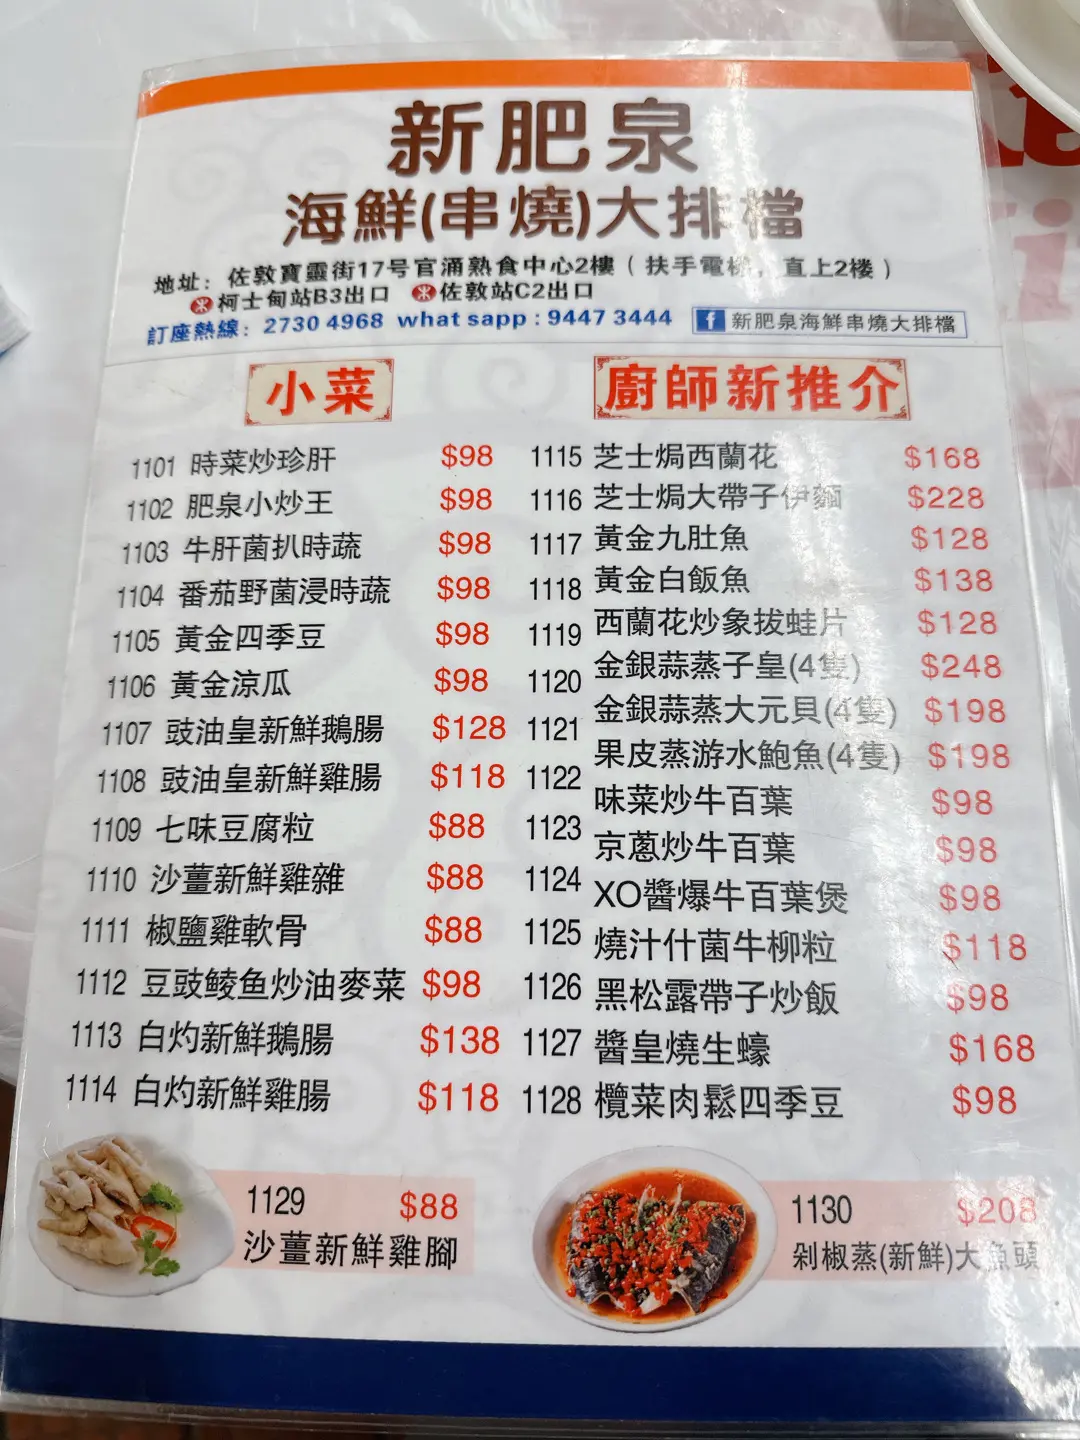 新肥泉
海鮮(串燒)大排檔
地址：佐敦寶靈街17号官涌熟食中心2樓（扶手電梯，直上2楼）
柯士甸站B3出口 佐敦站C2出口
訂座熱線：2730 4968 what sapp : 9447 3444 f 新肥泉海鮮串燒大排檔
小菜
1101 時菜炒珍肝 $98
1102 肥泉小炒王 $98
1103 牛肝菌扒時蔬 $98
1104 番茄野菌浸時蔬 $98
1105 黃金四季豆 $98
1106 黃金涼瓜 $98
1107 豉油皇新鮮鵝腸 $128
1108 豉油皇新鮮雞腸 $118
1109 七味豆腐粒 $88
1110 沙薑新鮮雞雜 $88
1111 椒鹽雞軟骨 $88
1112 豆豉鲮鱼炒油麥菜 $98
1113 白灼新鮮鵝腸 $138
1114 白灼新鮮雞腸 $118
廚師新推介
1115 芝士焗西蘭花 $168
1116 芝士焗大帶子伊麵 $228
1117 黃金九肚魚 $128
1118 黃金白飯魚 $138
1119 西蘭花炒象拔蛙片 $128
1120 金銀蒜蒸子皇(4隻) $248
1121 金銀蒜蒸大元貝(4隻) $198
1122 果皮蒸游水鮑魚(4隻) $198
1123 味菜炒牛百葉 $98
1124 京蔥炒牛百葉 $98
XO醬爆牛百葉煲 $98
1125 燒汁什菌牛柳粒 $118
1126 黑松露帶子炒飯 $98
1127 醬皇燒生蠔 $168
1128 欖菜肉鬆四季豆 $98
1129 $88
沙薑新鮮雞腳
1130 $208
剁椒蒸(新鮮)大魚頭